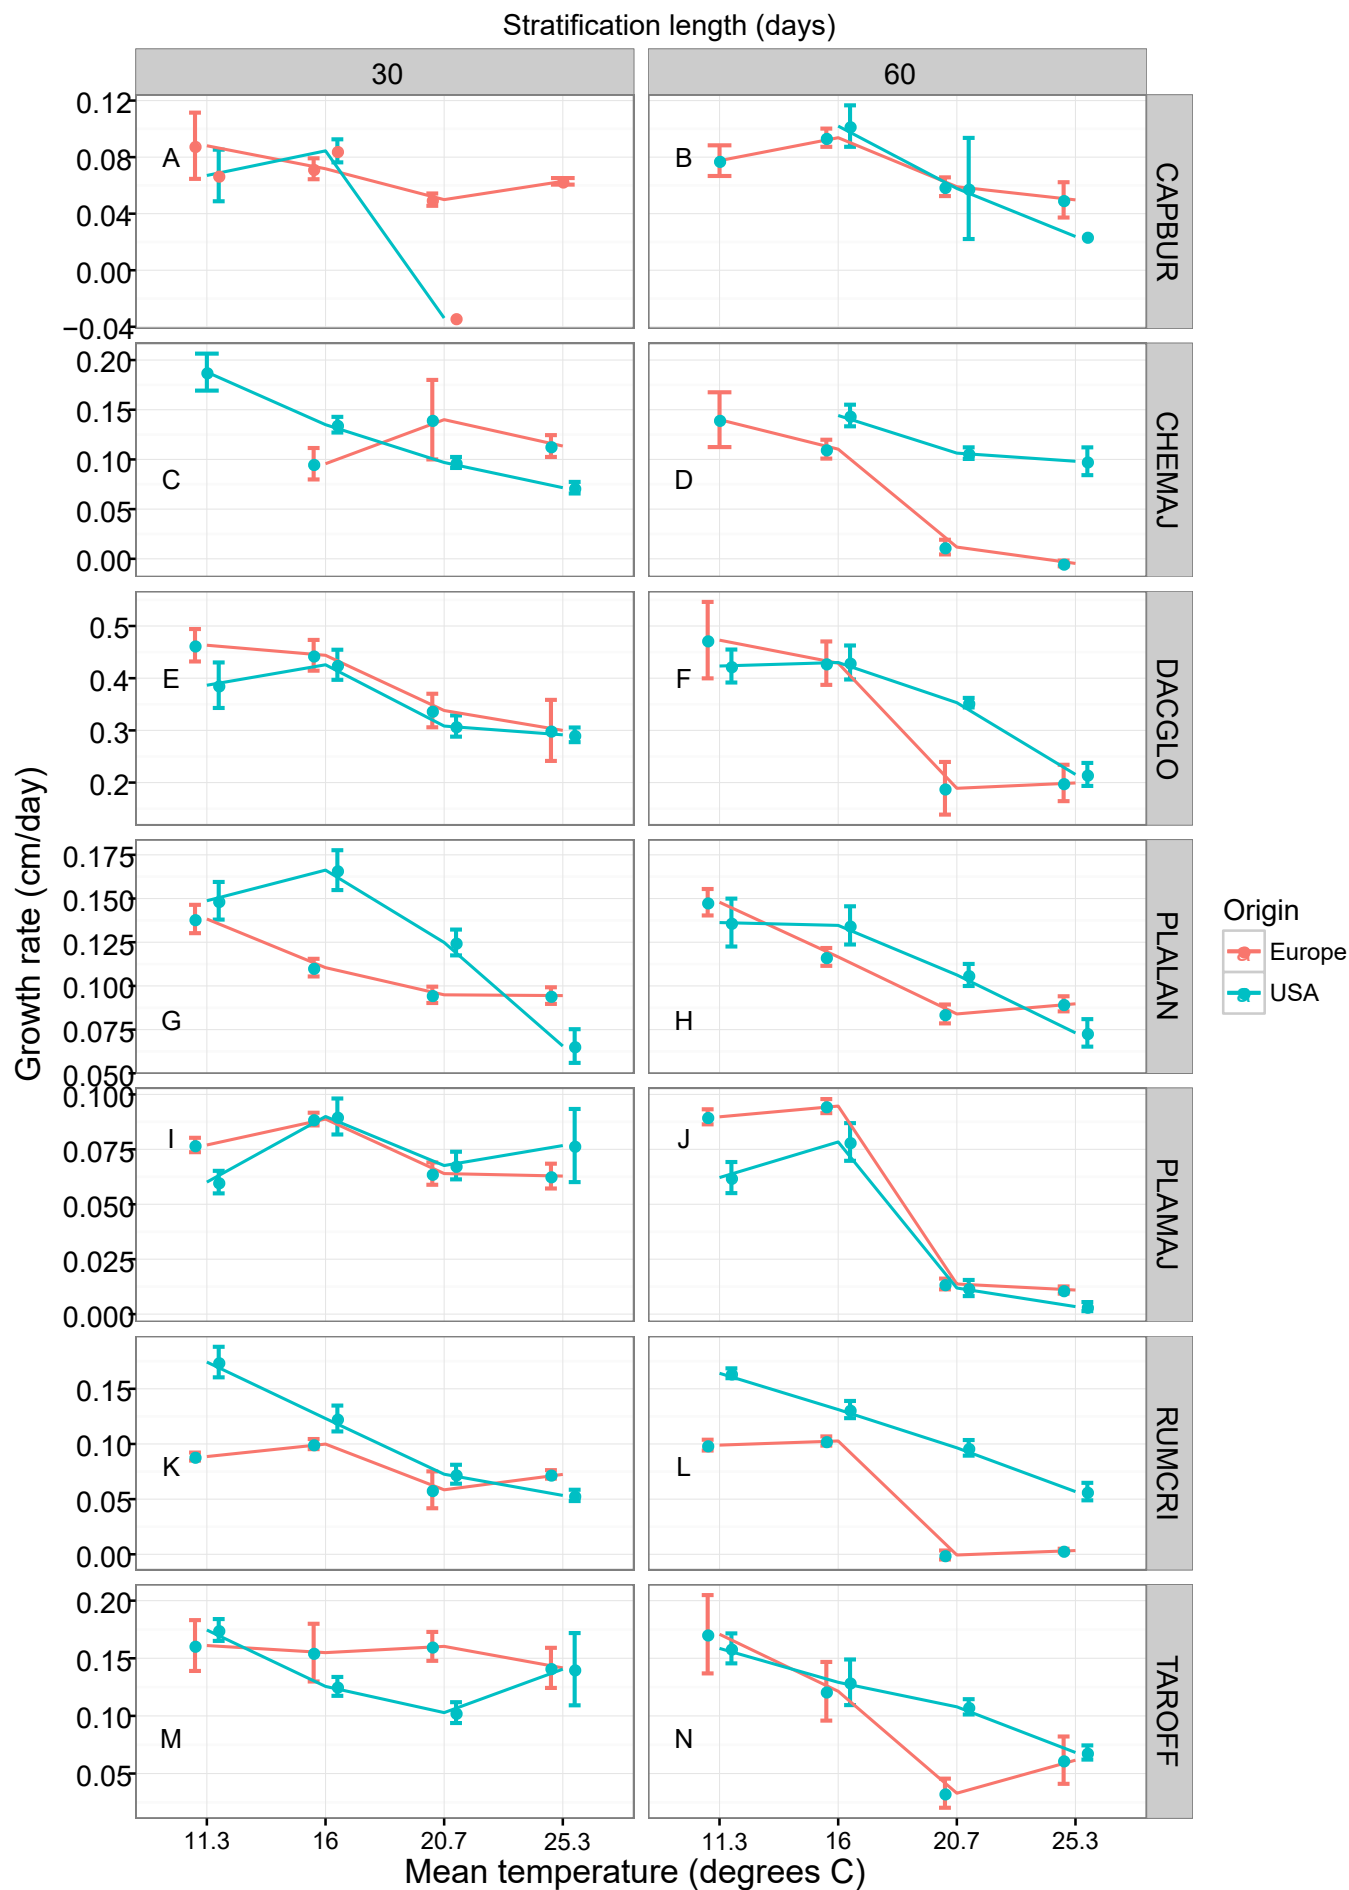 Stratification length (days)
30
60
0.12
0.08
0.04
0.00
−0.04
A
B
CAPBUR
0.20
0.15
0.10
0.05
0.00
C
D
CHEMAJ
0.5
0.4
0.3
0.2
E
F
DACGLO
0.175
0.150
0.125
0.100
0.075
0.050
G
H
PLALAN
0.100
0.075
0.050
0.025
0.000
I
J
PLAMAJ
0.15
0.10
0.05
0.00
K
L
RUMCRI
0.20
0.15
0.10
0.05
M
N
TAROFF
11.3 16 20.7 25.3
11.3 16 20.7 25.3
Mean temperature (degrees C)
Growth rate (cm/day)
Origin
Europe
USA